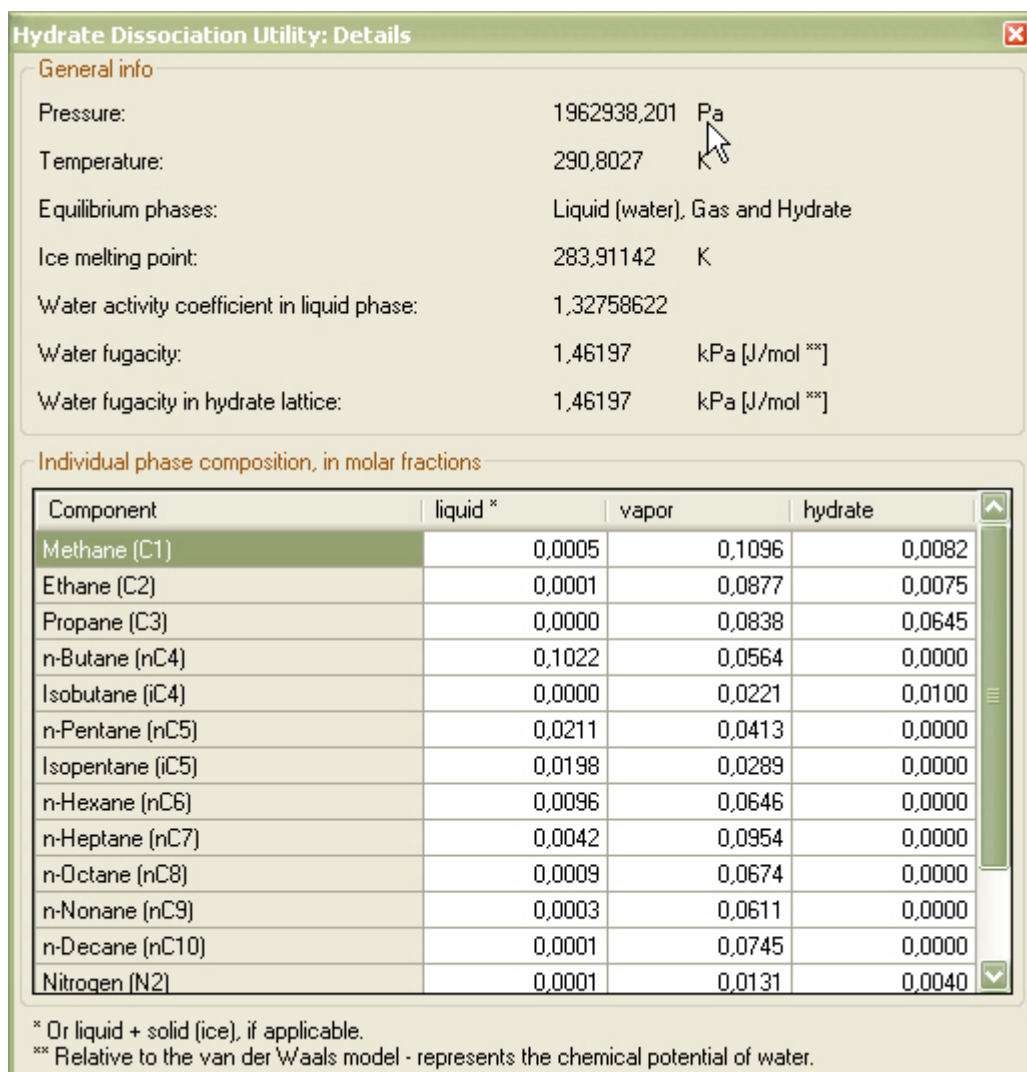 Hydrate Dissociation Utility: Details
General info
Pressure: 1962938,201 Pa
Temperature: 290,8027 K
Equilibrium phases: Liquid (water), Gas and Hydrate
Ice melting point: 283,91142 K
Water activity coefficient in liquid phase: 1,32758622
Water fugacity: 1,46197 kPa [J/mol **]
Water fugacity in hydrate lattice: 1,46197 kPa [J/mol **]
Individual phase composition, in molar fractions
Component liquid * vapor hydrate
Methane (C1) 0,0005 0,1096 0,0082
Ethane (C2) 0,0001 0,0877 0,0075
Propane (C3) 0,0000 0,0838 0,0645
n-Butane (nC4) 0,1022 0,0564 0,0000
Isobutane (iC4) 0,0000 0,0221 0,0100
n-Pentane (nC5) 0,0211 0,0413 0,0000
Isopentane (iC5) 0,0198 0,0289 0,0000
n-Hexane (nC6) 0,0096 0,0646 0,0000
n-Heptane (nC7) 0,0042 0,0954 0,0000
n-Octane (nC8) 0,0009 0,0674 0,0000
n-Nonane (nC9) 0,0003 0,0611 0,0000
n-Decane (nC10) 0,0001 0,0745 0,0000
Nitrogen (N2) 0,0001 0,0131 0,0040
* Or liquid + solid (ice), if applicable.
** Relative to the van der Waals model - represents the chemical potential of water.